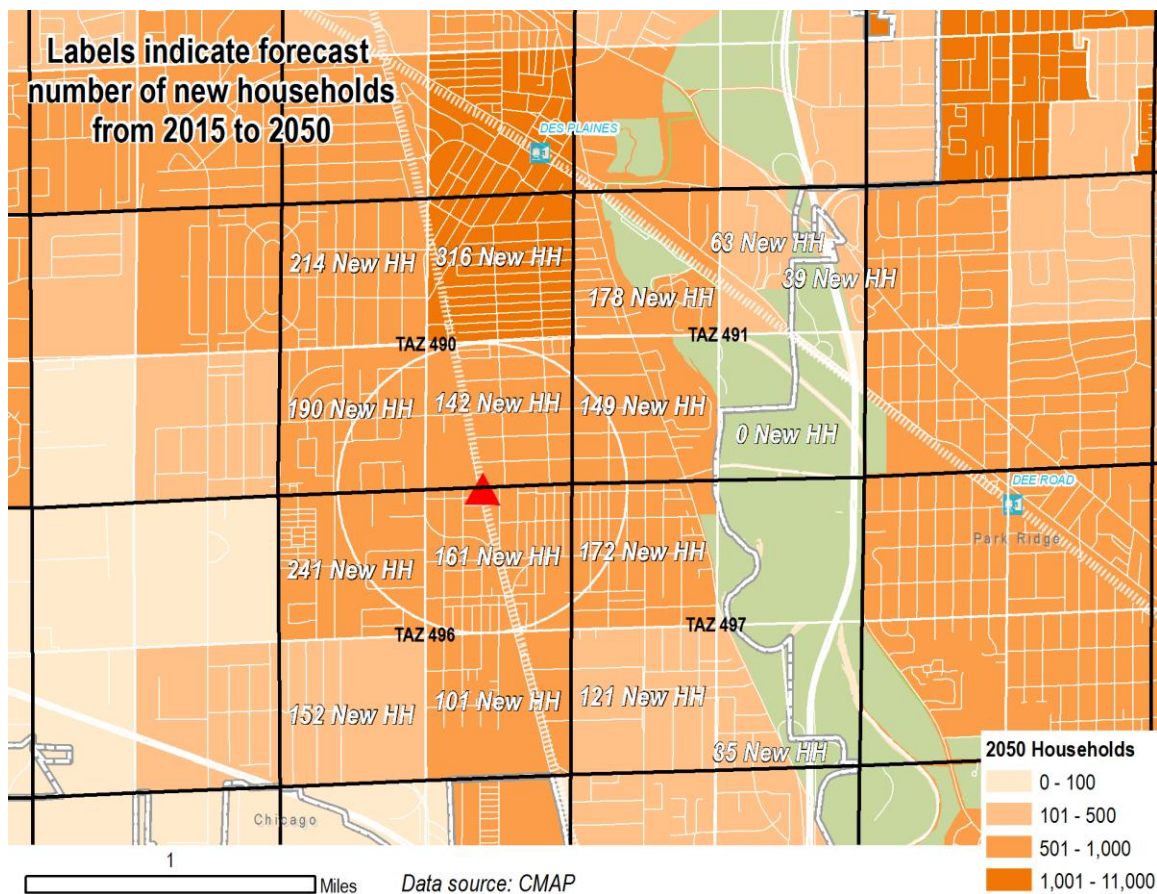 Labels indicate forecast
number of new households
from 2015 to 2050
DES PLAINES
214 New HH
316 New HH
63 New HH
39 New HH
178 New HH
TAZ 490
TAZ 491
190 New HH
142 New HH
149 New HH
0 New HH
DEE ROAD
Park Ridge
241 New HH
161 New HH
172 New HH
TAZ 496
TAZ 497
152 New HH
101 New HH
121 New HH
35 New HH
Chicago
2050 Households
0 - 100
101 - 500
501 - 1,000
1,001 - 11,000
1
Miles
Data source: CMAP